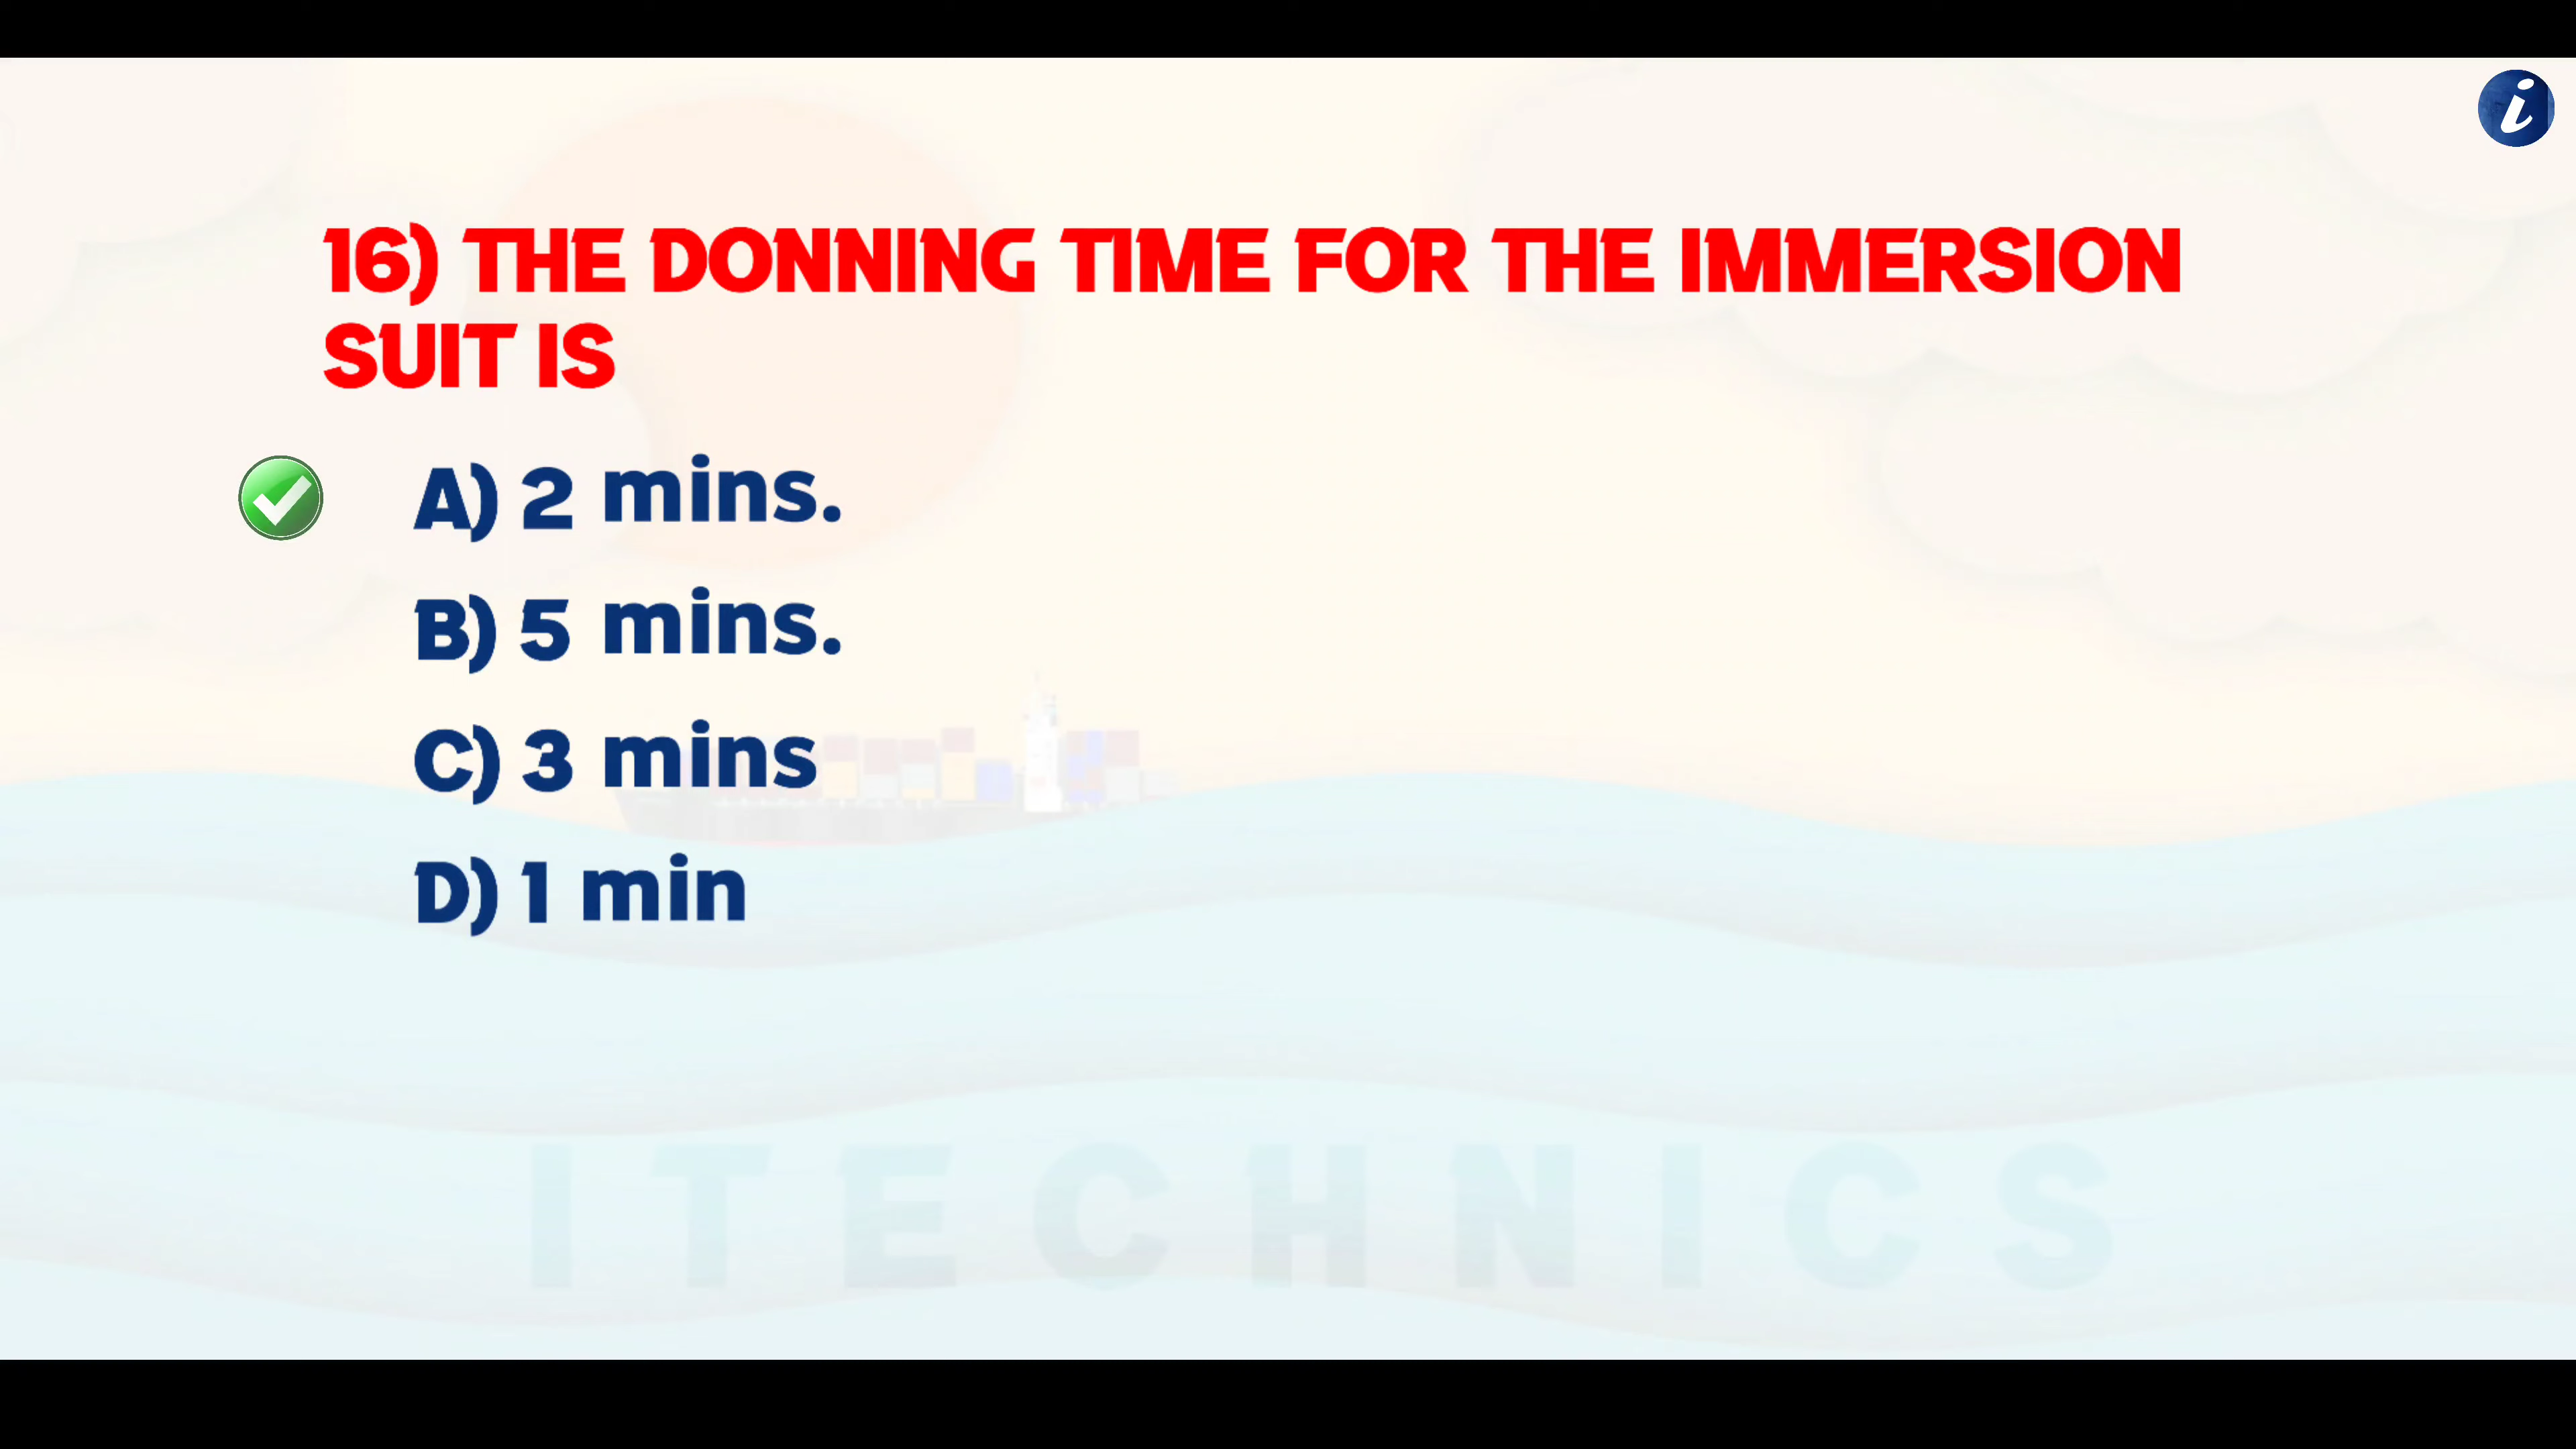 16) THE DONNING TIME FOR THE IMMERSION
SUIT IS
A) 2 mins.
B) 5 mins.
C) 3 mins
D) 1 min
ITECHNICS